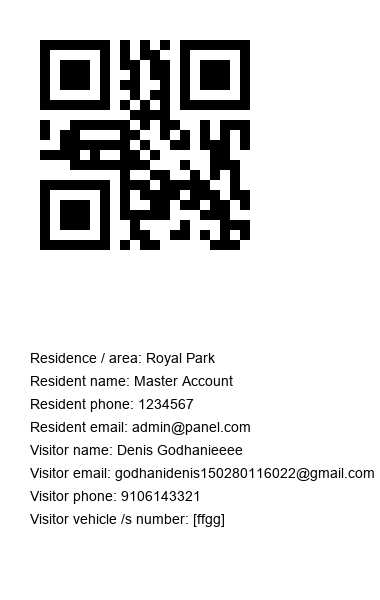 Residence / area: Royal Park
Resident name: Master Account
Resident phone: 1234567
Resident email: admin@panel.com
Visitor name: Denis Godhanieeee
Visitor email: godhanidenis150280116022@gmail.com
Visitor phone: 9106143321
Visitor vehicle /s number: [ffgg]